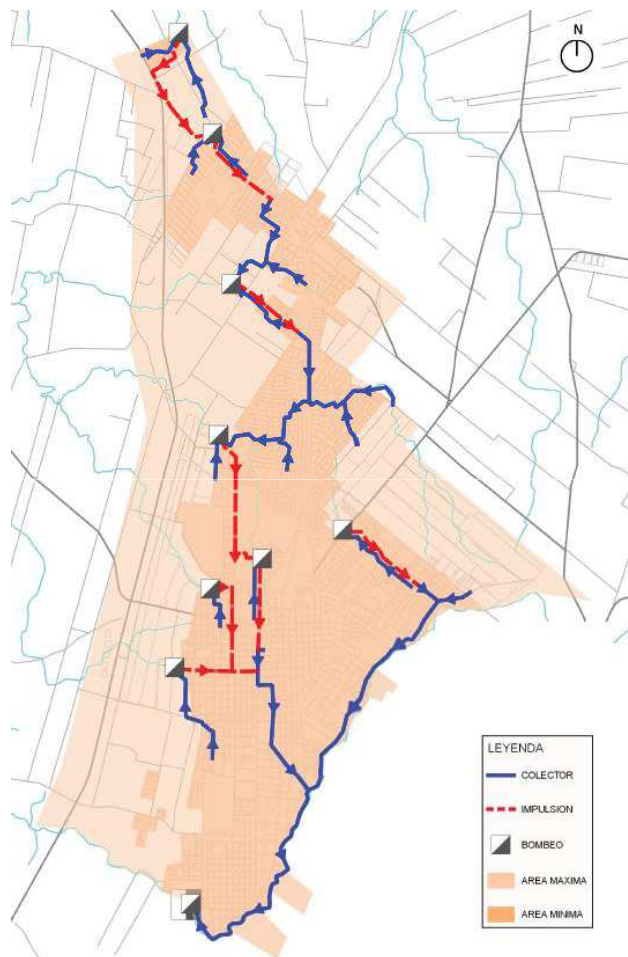 N
LEYENDA
COLECTOR
IMPULSION
BOMBEO
AREA MAXIMA
AREA MINIMA